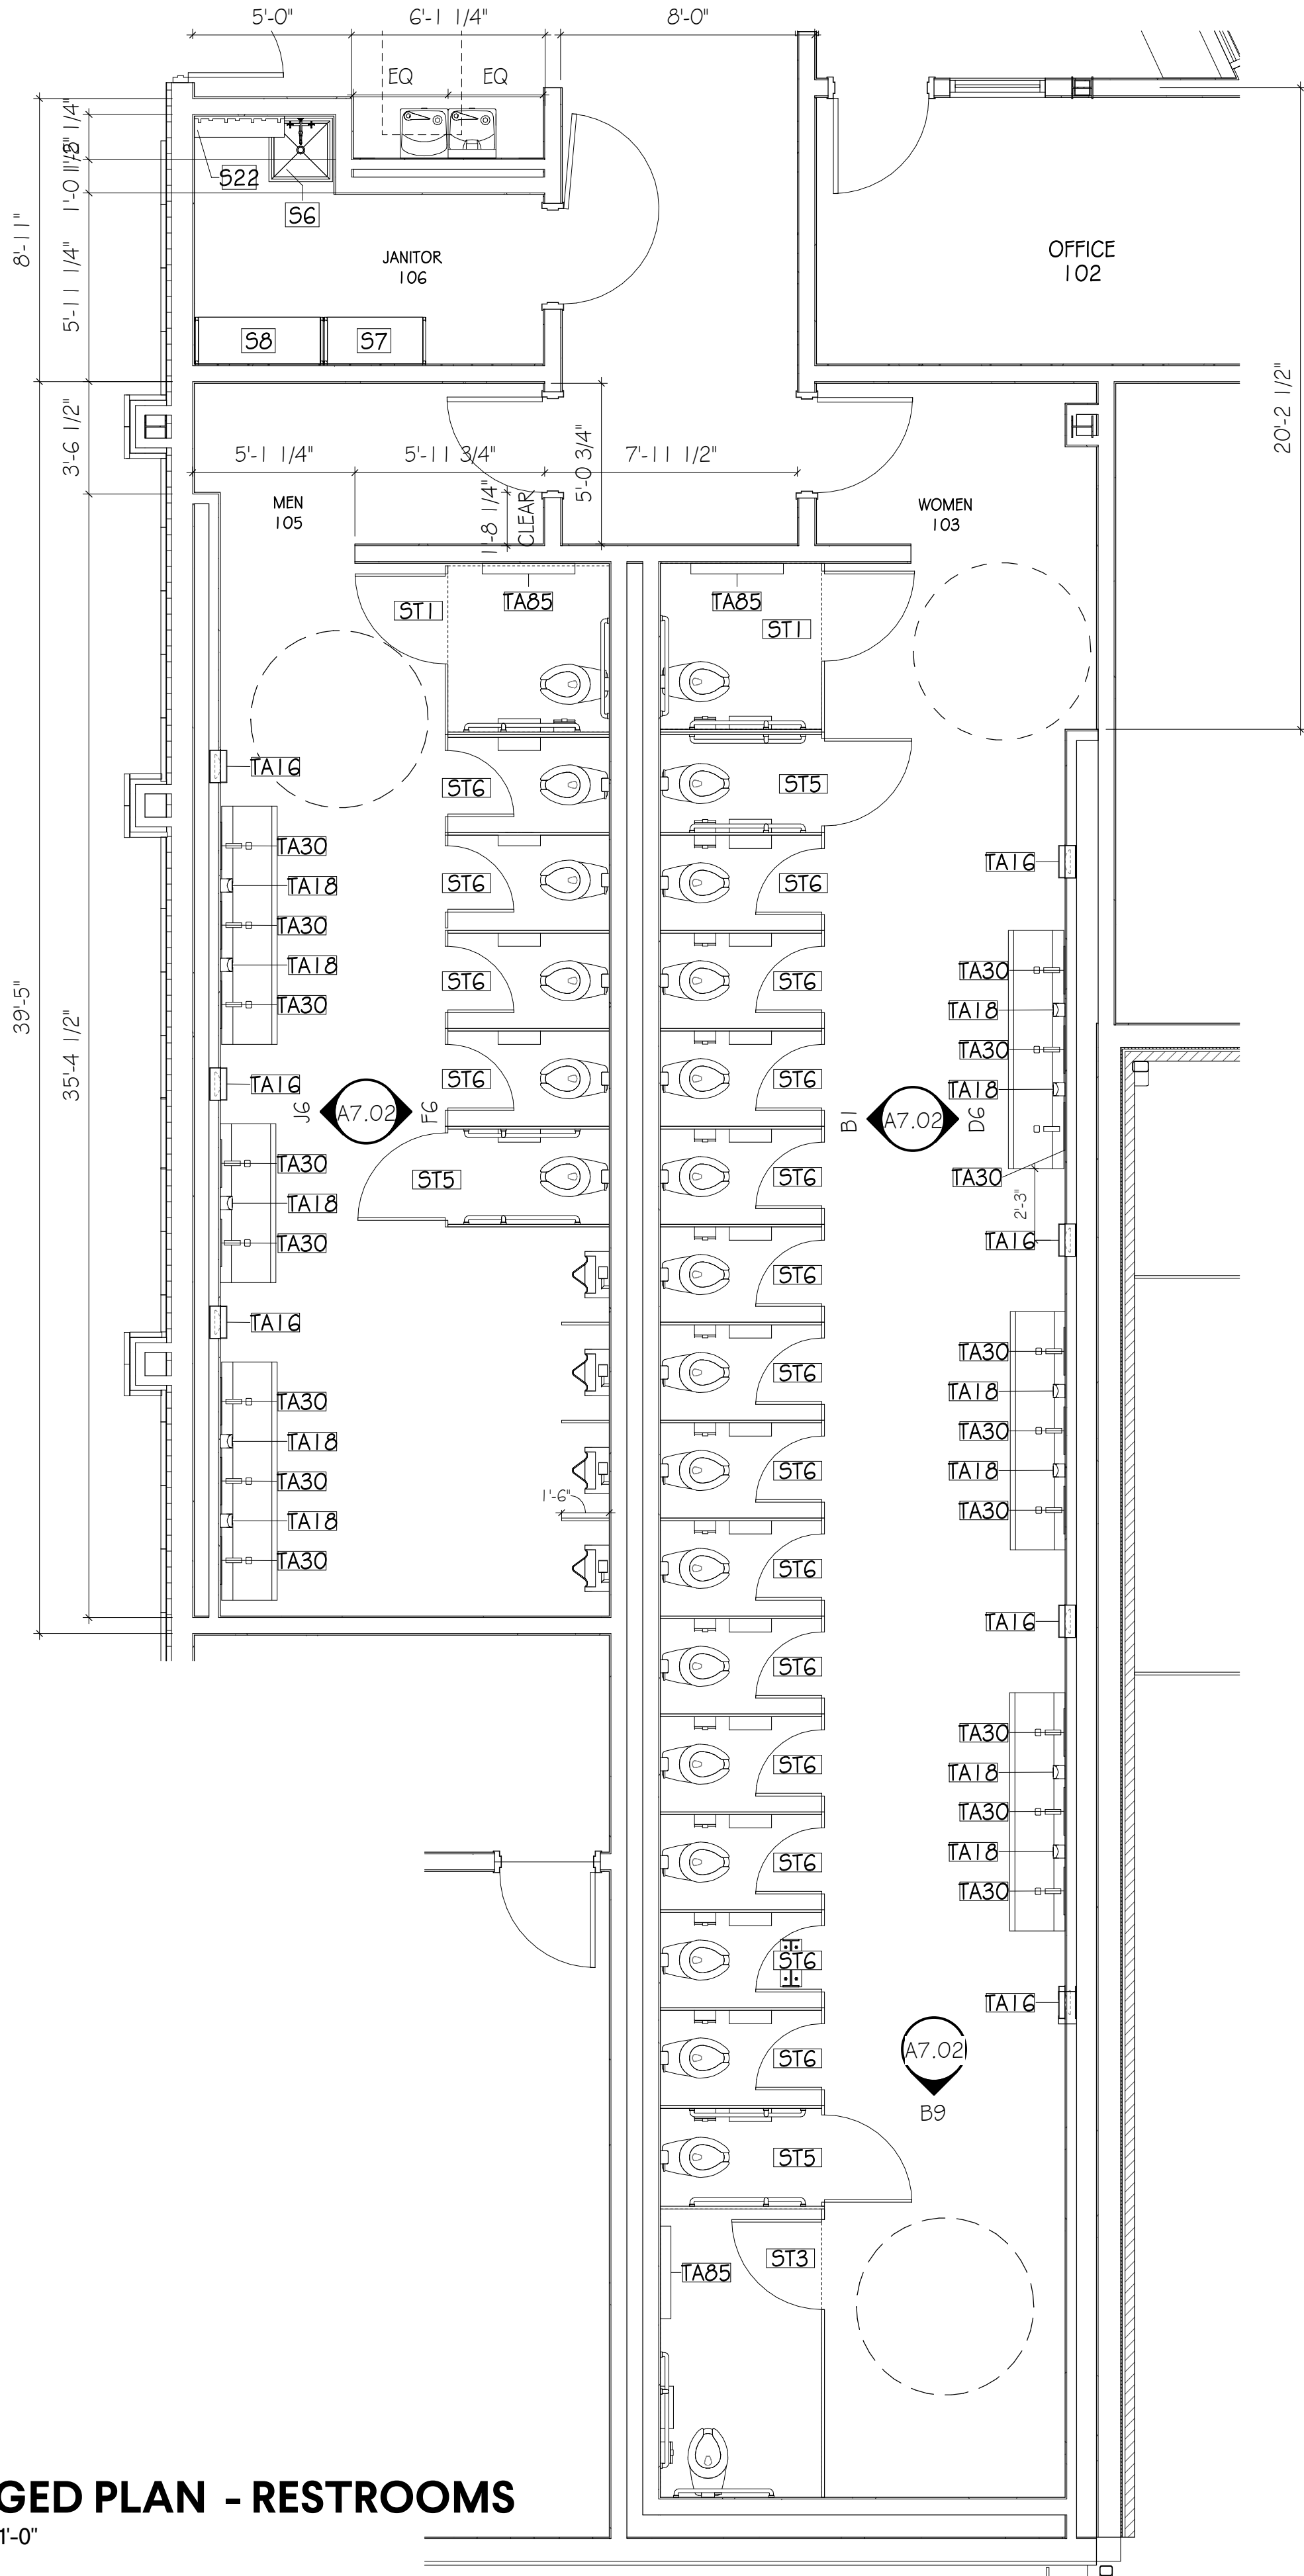 5'-0"
6'-1 1/4"
8'-0"
EQ
EQ
S22
S6
JANITOR
106
OFFICE
102
8'-11"
1'-0 1/2"
5'-11 1/4"
S8
S7
3'-6 1/2"
20'-2 1/2"
5'-1 1/4"
5'-11 3/4"
7'-11 1/2"
5'-0 3/4"
1'-8 1/4"
CLEAR
MEN
105
WOMEN
103
ST1
TA85
TA85
ST1
TA16
ST6
ST5
TA30
TA16
TA18
ST6
ST6
TA30
TA18
ST6
TA30
TA30
TA18
39'-5"
35'-4 1/2"
TA30
TA16
ST6
ST6
TA18
J6
A7.02
F6
B1
A7.02
D6
TA30
ST5
ST6
TA30
TA18
2'-3"
TA30
TA16
ST6
TA16
TA30
ST6
TA30
TA18
TA30
TA18
ST6
TA30
TA18
1'-6"
TA30
TA30
TA18
TA30
ST6
TA16
ST6
TA30
ST6
TA18
TA30
ST6
TA18
TA30
ST6
TA16
ST6
A7.02
B9
ST5
ST3
TA85
GED PLAN - RESTROOMS
1'-0"